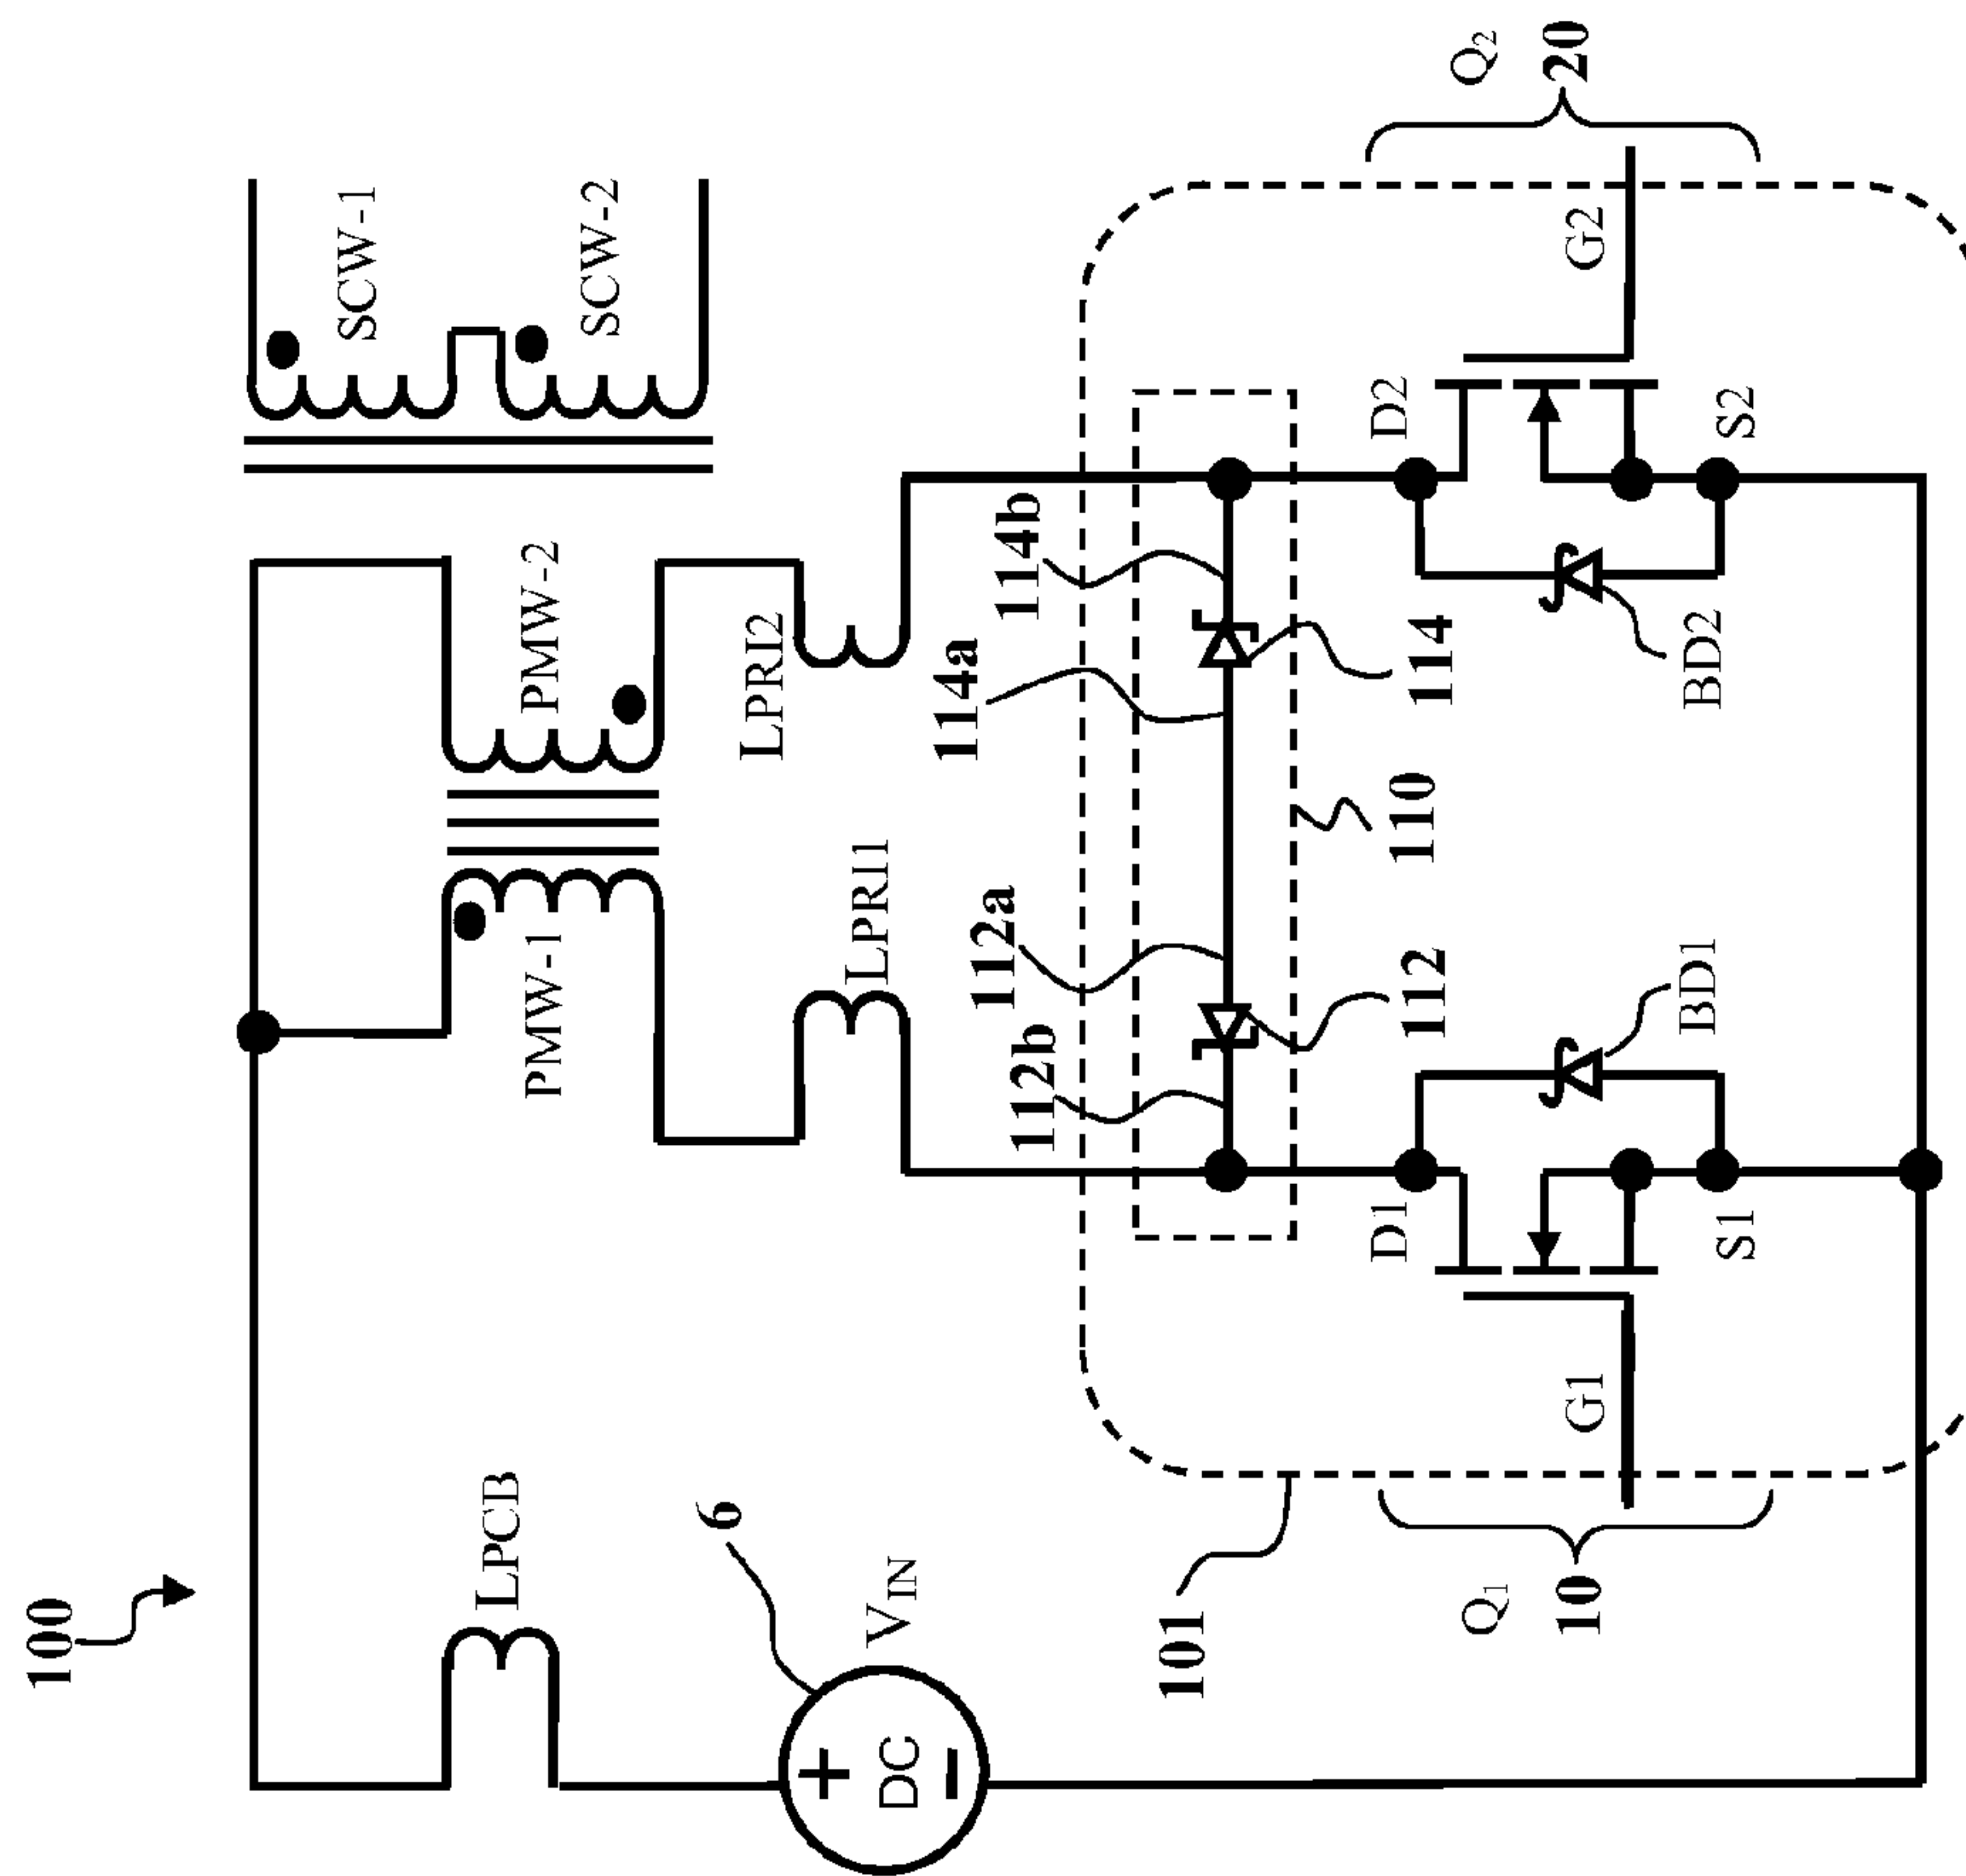 100
LPCB
6
VIN
+
DC
−
PMW-1
PMW-2
SCW-1
SCW-2
LPRI1
LPRI2
101
112b
112a
114a
114b
112
110
114
Q1
10
G1
D1
S1
BD1
BD2
D2
S2
G2
Q2
20